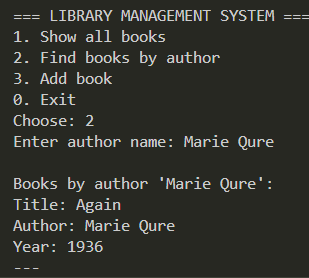 === LIBRARY MANAGEMENT SYSTEM ===
1. Show all books
2. Find books by author
3. Add book
0. Exit
Choose: 2
Enter author name: Marie Qure
Books by author 'Marie Qure':
Title: Again
Author: Marie Qure
Year: 1936
---